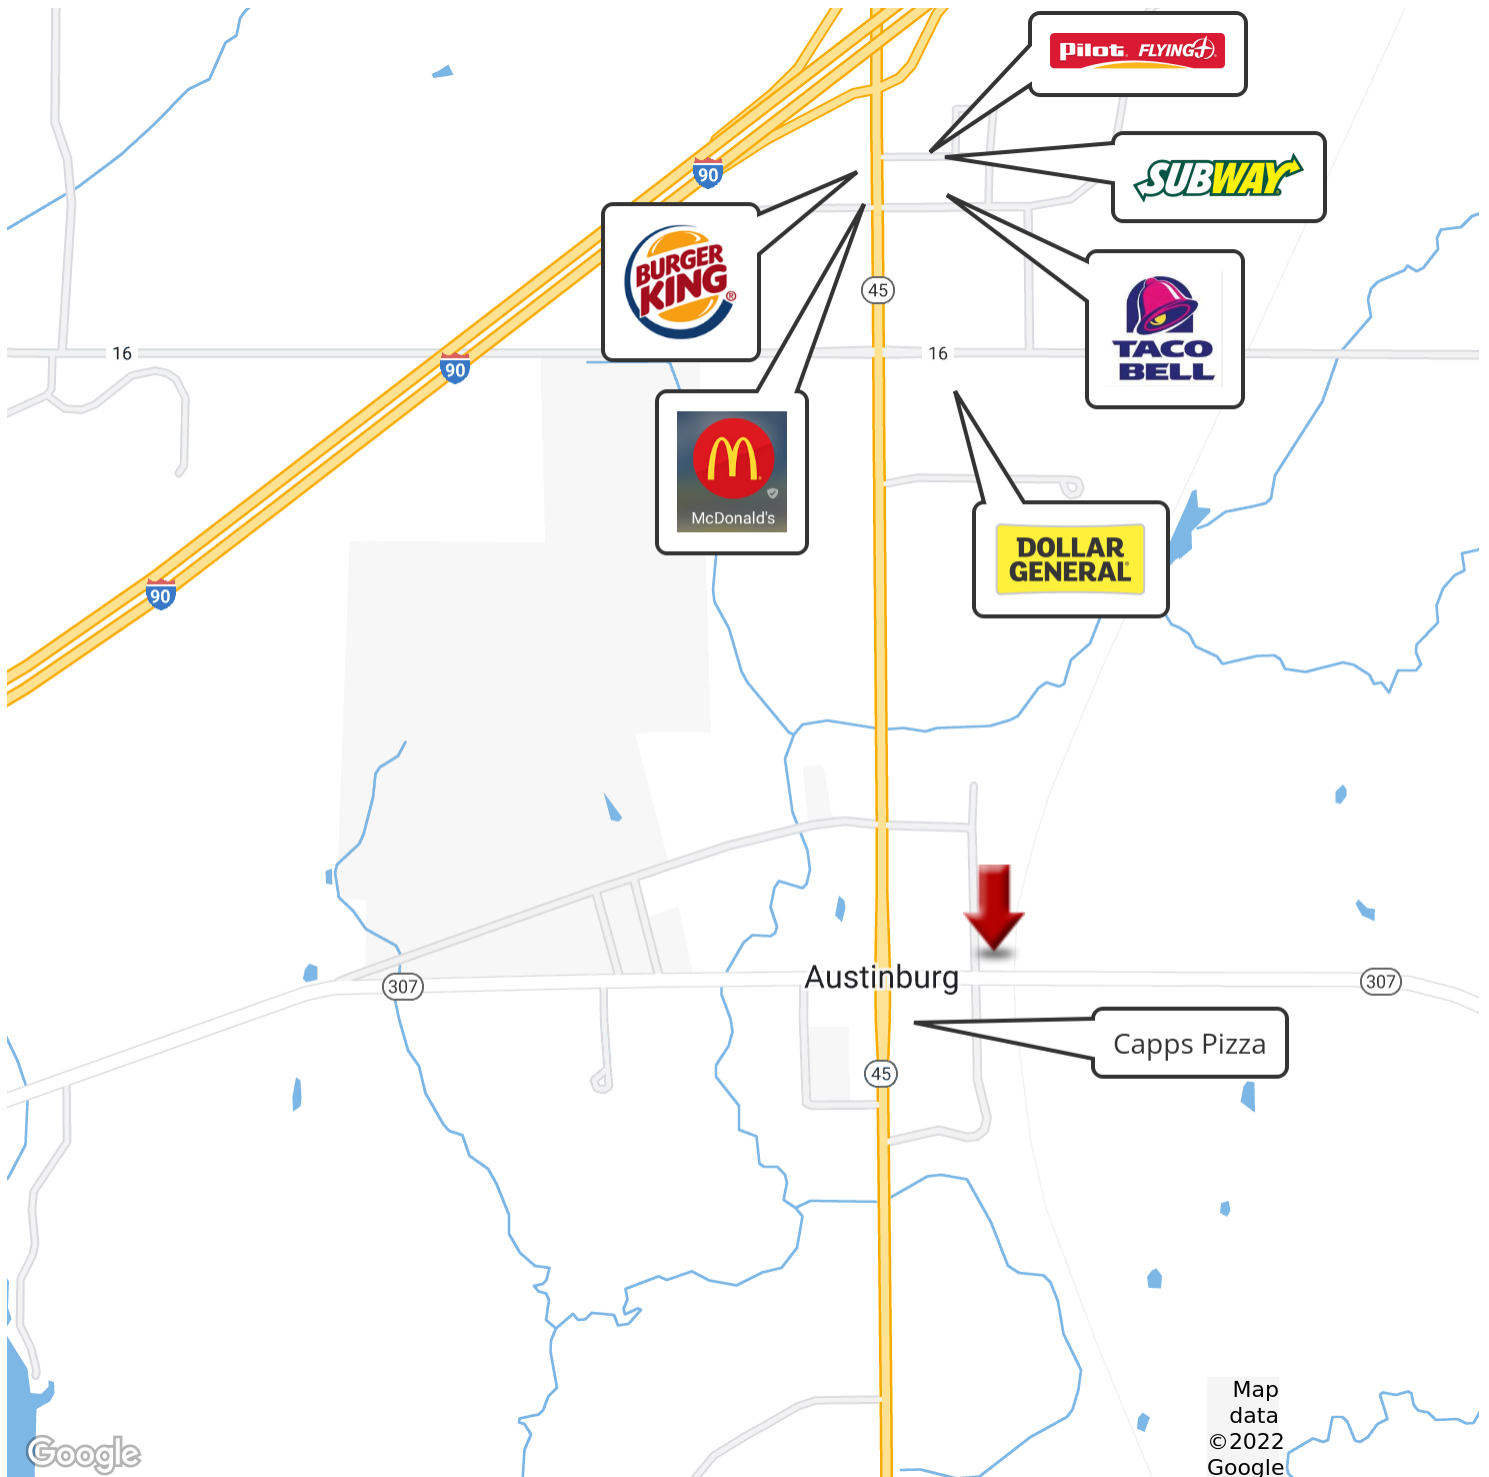 Pilot FLYING J
SUBWAY
90
BURGER
KING®
45
TACO
BELL
16
16
90
McDonald's
DOLLAR
GENERAL
90
Austinburg
307
307
Capps Pizza
45
Map
data
©2022
Google
Google